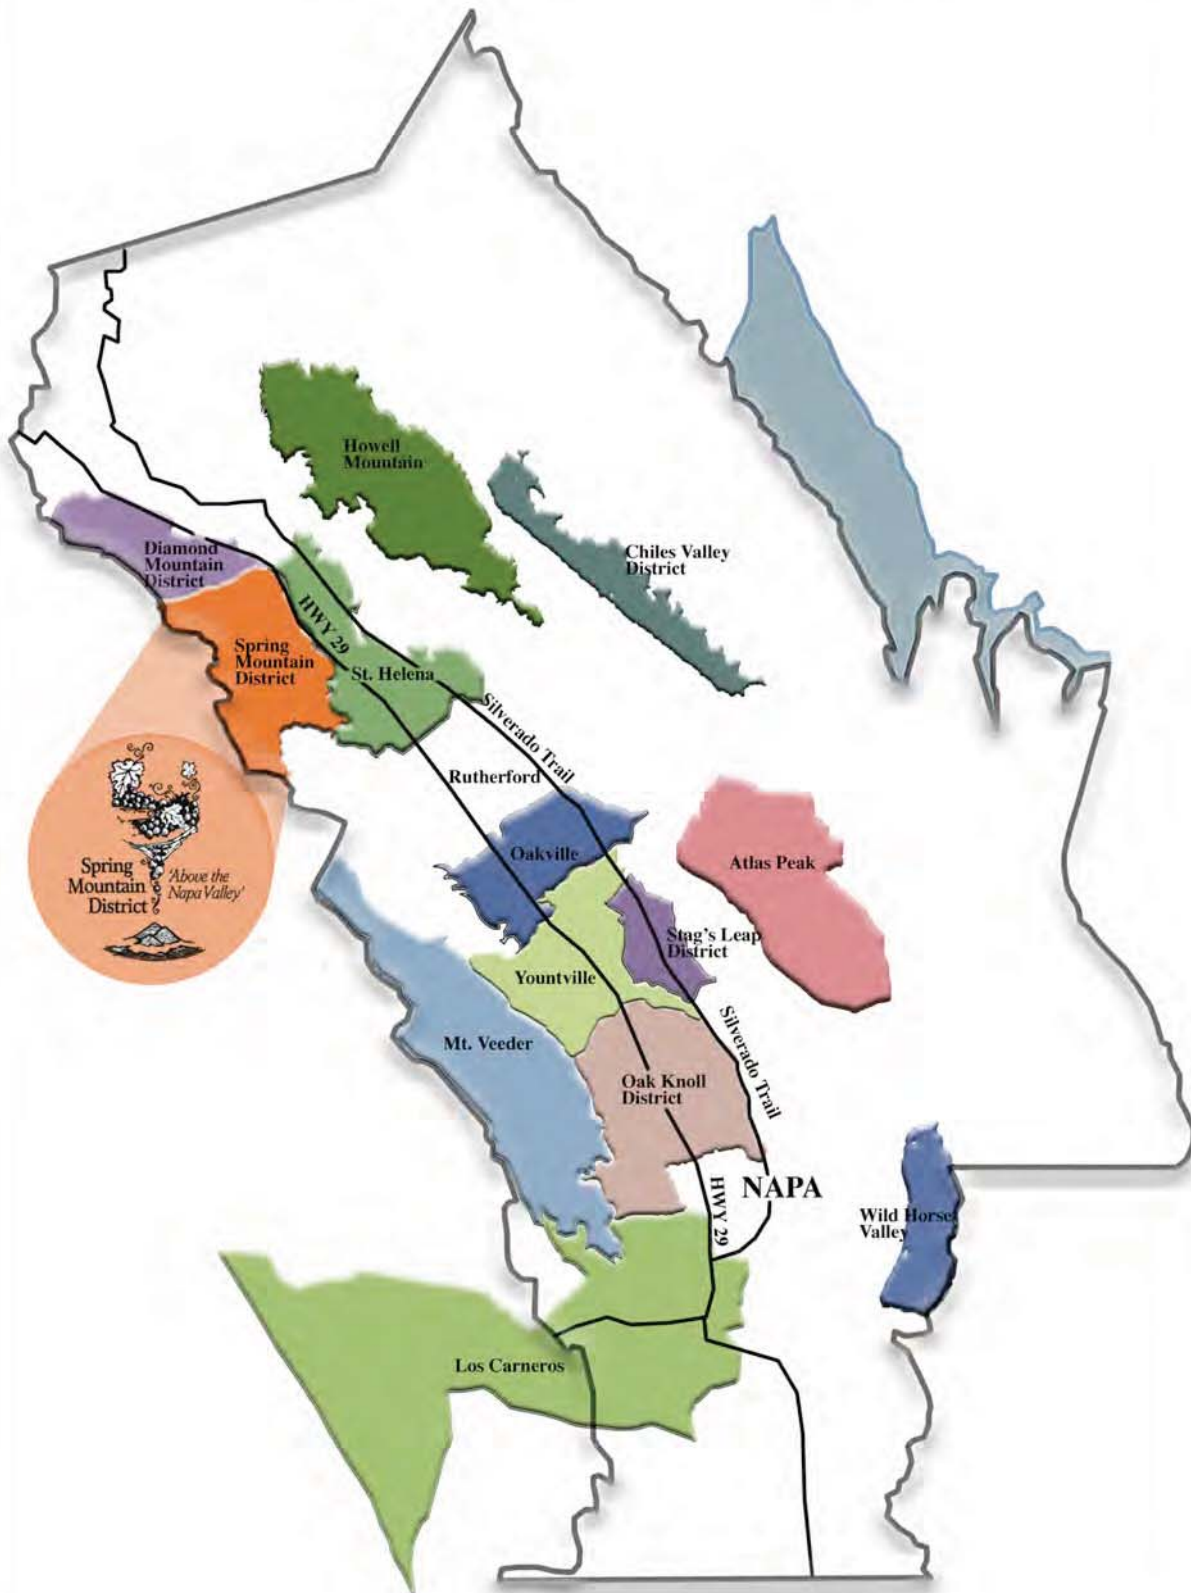 Howell
Mountain
Chiles Valley
District
Diamond
Mountain
District
HWY 29
Spring
Mountain
District
St. Helena
Silverado Trail
Rutherford
Oakville
Atlas Peak
Spring
Mountain
District
'Above the
Napa Valley'
Stag's Leap
District
Yountville
Mt. Veeder
Silverado Trail
Oak Knoll
District
NAPA
HWY 29
Wild Horse
Valley
Los Carneros